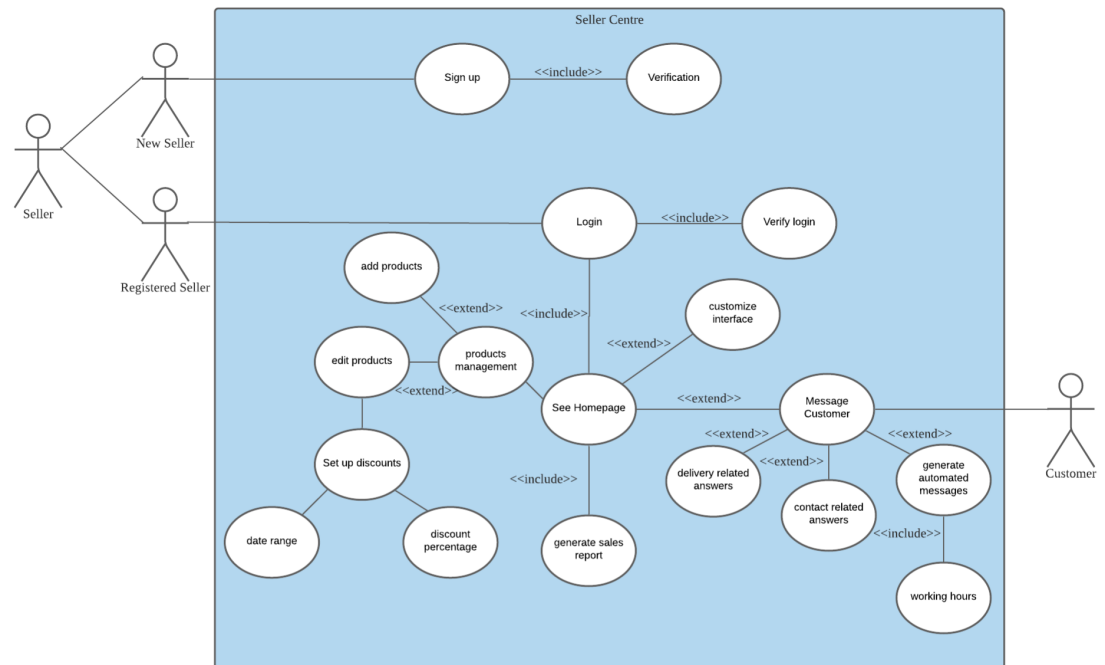 Seller Centre
Sign up
<<include>>
Verification
New Seller
Seller
Login
<<include>>
Verify login
Registered Seller
add products
<<extend>>
<<include>>
customize
interface
<<extend>>
edit products
products
management
<<extend>>
See Homepage
<<extend>>
Message
Customer
Customer
Set up discounts
<<extend>>
<<extend>>
<<extend>>
delivery related
answers
generate
automated
messages
<<include>>
contact related
answers
date range
discount
percentage
generate sales
report
<<include>>
working hours